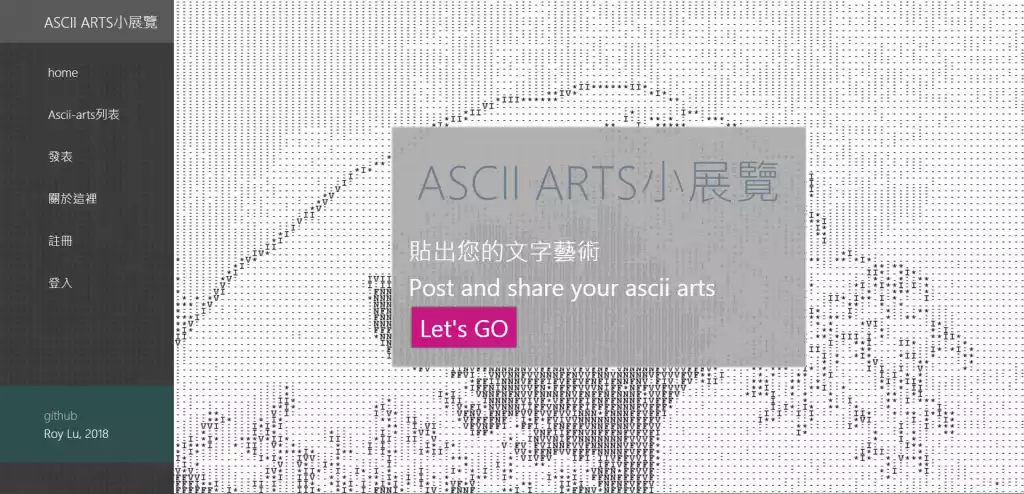 ASCII ARTS小展覽
home
Ascii-arts列表
發表
關於這裡
註冊
登入
github
Roy Lu, 2018
ASCII ARTS小展覽
貼出您的文字藝術
Post and share your ascii arts
Let's GO